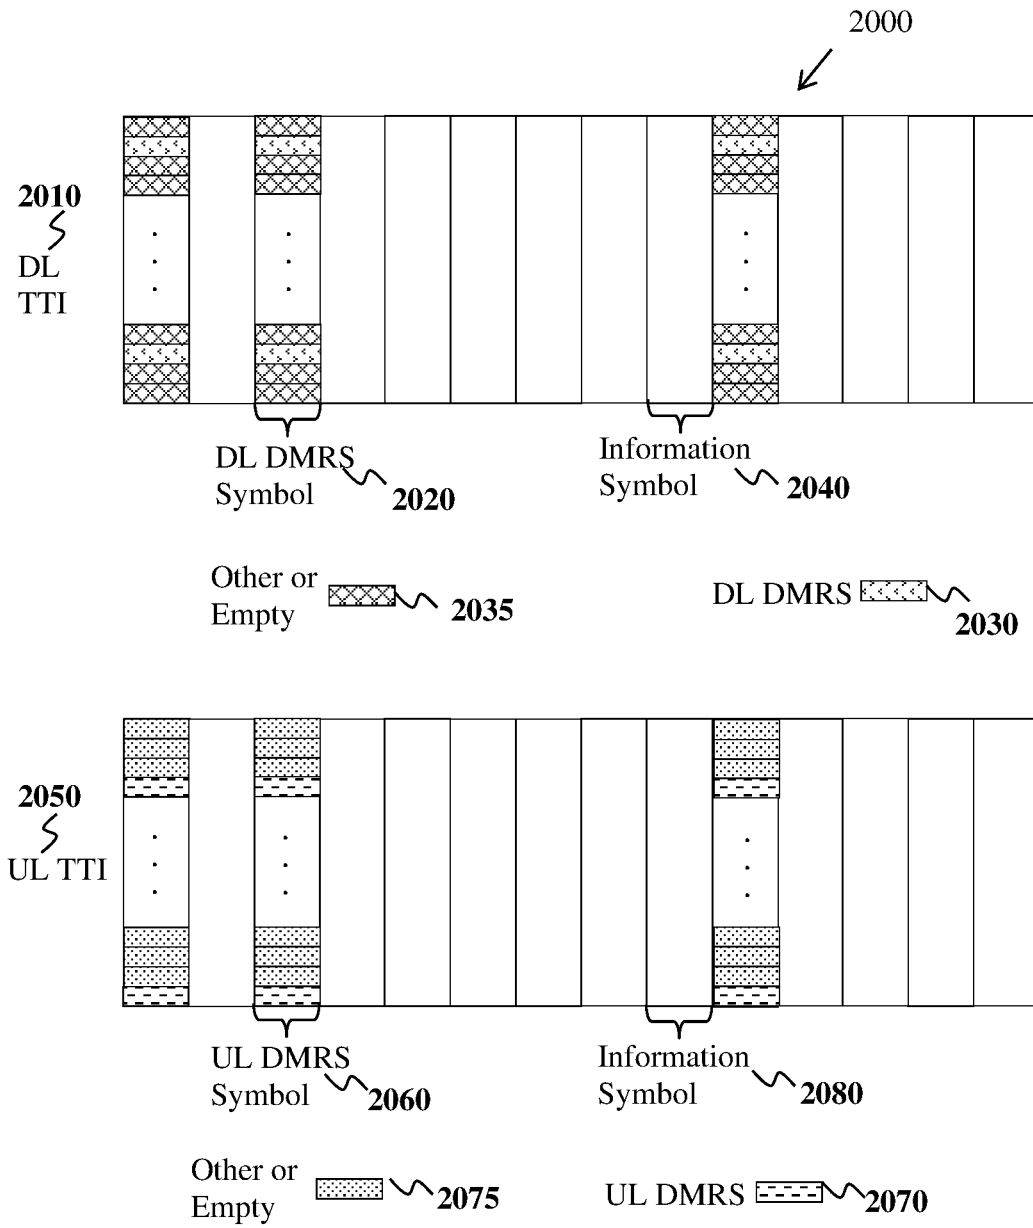 2000
2010
DL
TTI
DL DMRS
Symbol
2020
Information
Symbol
2040
Other or
Empty
2035
DL DMRS
2030
2050
UL TTI
UL DMRS
Symbol
2060
Information
Symbol
2080
Other or
Empty
2075
UL DMRS
2070